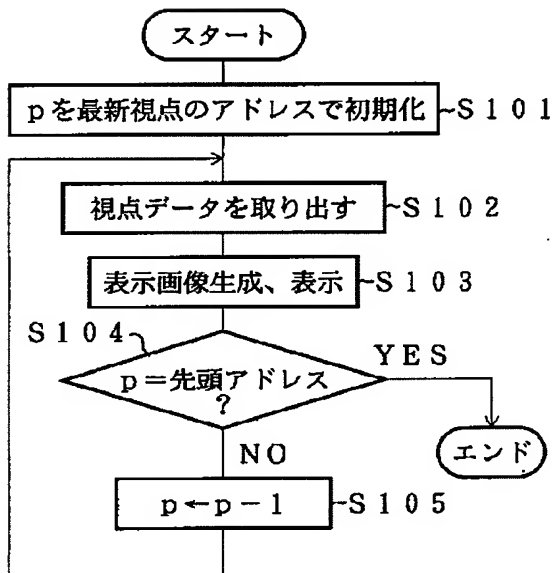 スタート
pを最新視点のアドレスで初期化 S101
視点データを取り出す S102
表示画像生成、表示 S103
S104
p=先頭アドレス
?
YES
エンド
NO
p←p-1 S105